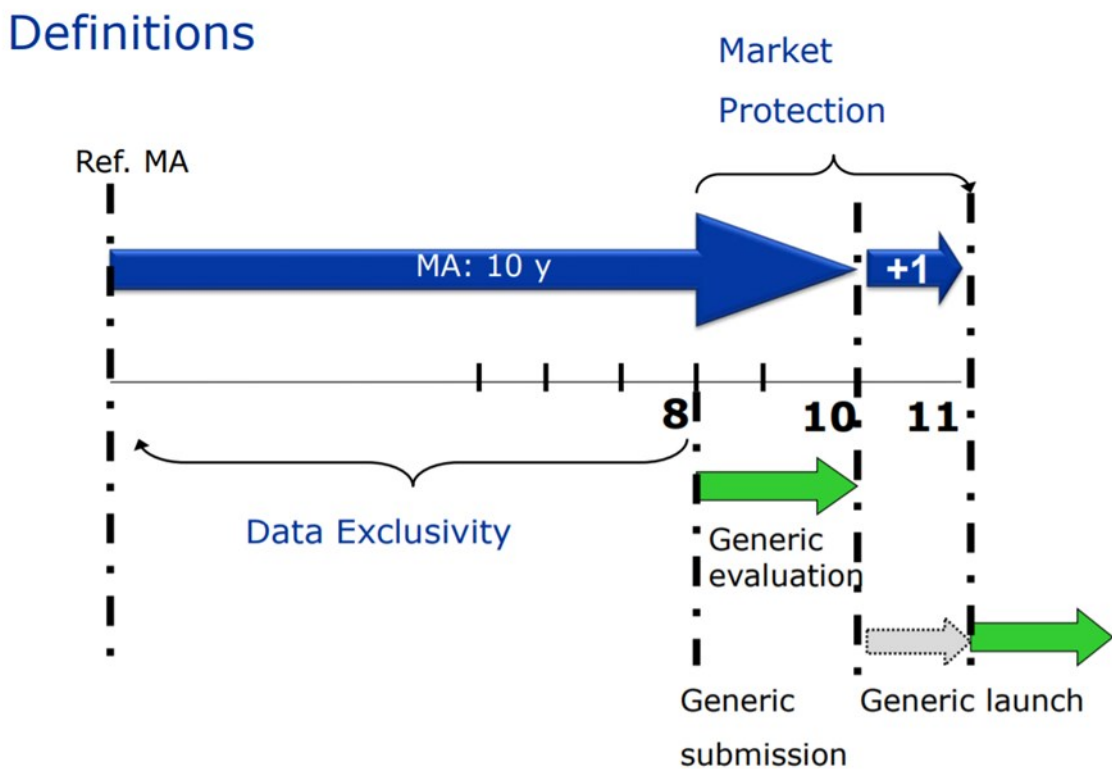 Definitions
Market
Protection
Ref. MA
MA: 10 y
+1
8
10
11
Data Exclusivity
Generic
evaluation
Generic
submission
Generic launch